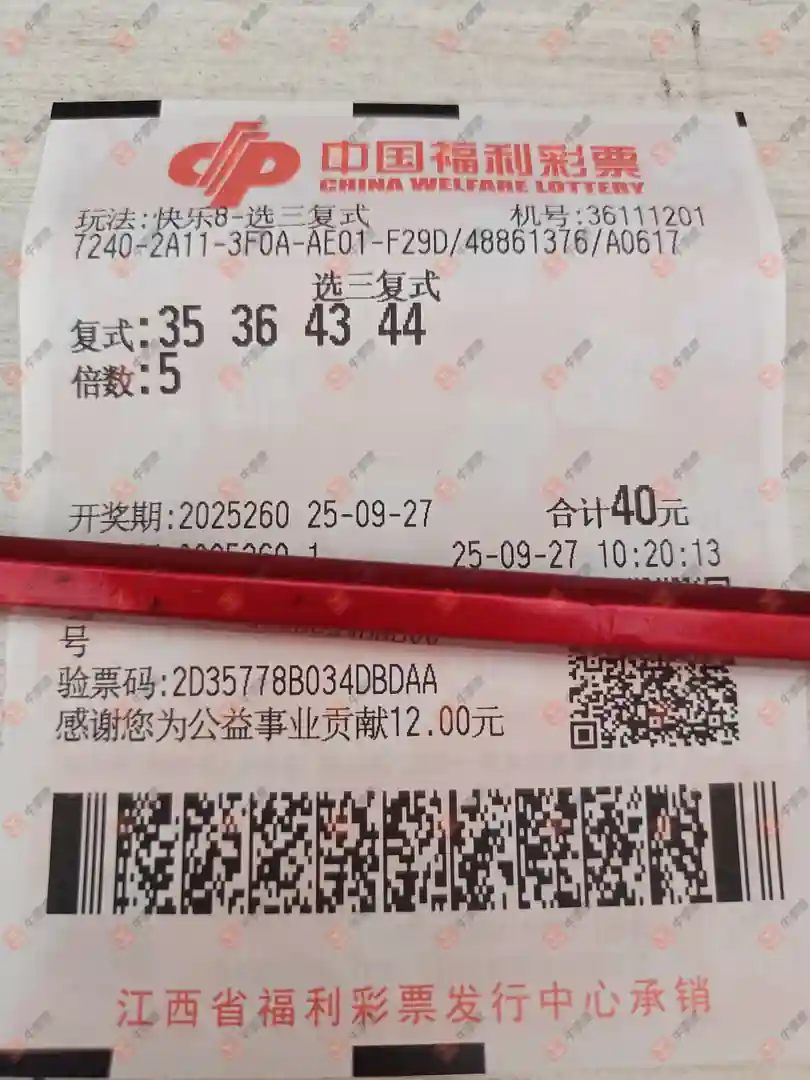 中国福利彩票
CHINA WELFARE LOTTERY
玩法:快乐8-选三复式 机号:36111201
7240-2A11-3F0A-AE01-F29D/48861376/A0617
选三复式
复式:35 36 43 44
倍数:5
开奖期:2025260 25-09-27 合计40元
25-09-27 10:20:13
号
验票码:2D35778B034DBDAA
感谢您为公益事业贡献12.00元
江西省福利彩票发行中心承销